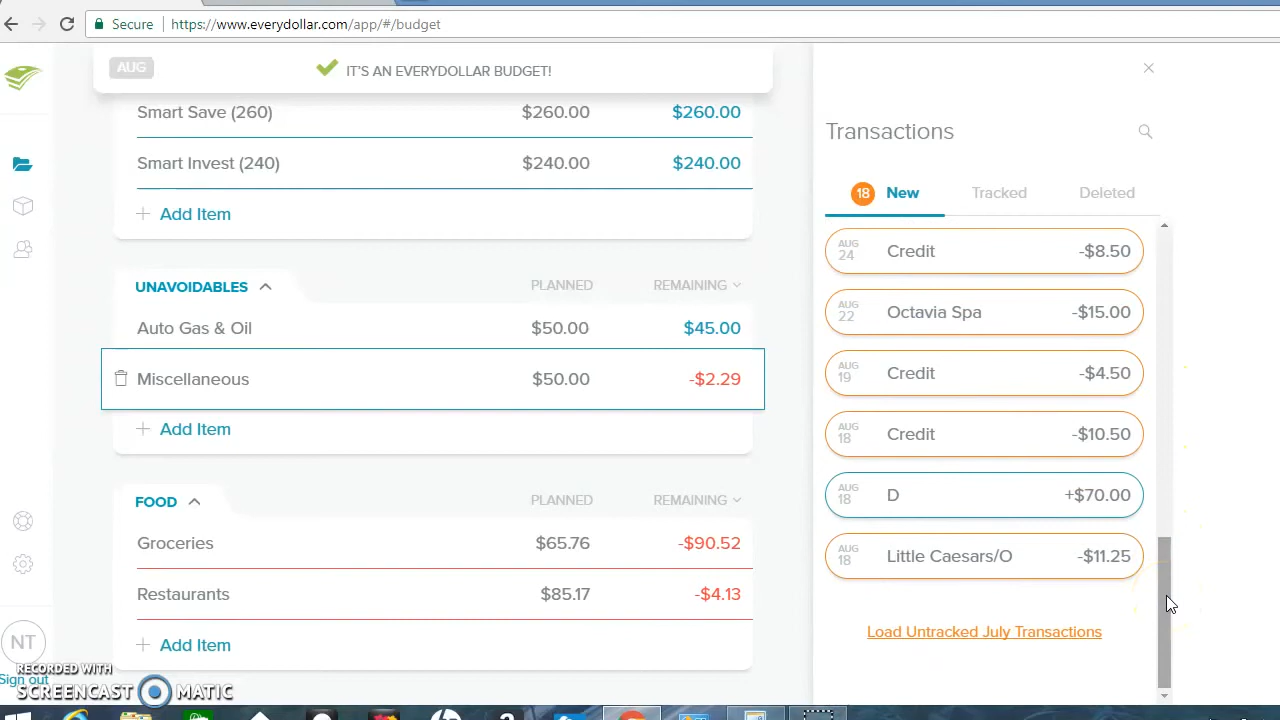 Secure https://www.everydollar.com/app/#/budget
AUG IT'S AN EVERYDOLLAR BUDGET!
Smart Save (260) $260.00 $260.00
Smart Invest (240) $240.00 $240.00
+ Add Item
UNAVOIDABLES PLANNED REMAINING
Auto Gas & Oil $50.00 $45.00
Miscellaneous $50.00 -$2.29
+ Add Item
FOOD PLANNED REMAINING
Groceries $65.76 -$90.52
Restaurants $85.17 -$4.13
+ Add Item
Transactions
18 New Tracked Deleted
AUG 24 Credit -$8.50
AUG 22 Octavia Spa -$15.00
AUG 19 Credit -$4.50
AUG 18 Credit -$10.50
AUG 18 D +$70.00
AUG 18 Little Caesars/O -$11.25
Load Untracked July Transactions
NT
Sign out
RECORDED WITH
SCREENCAST MATIC